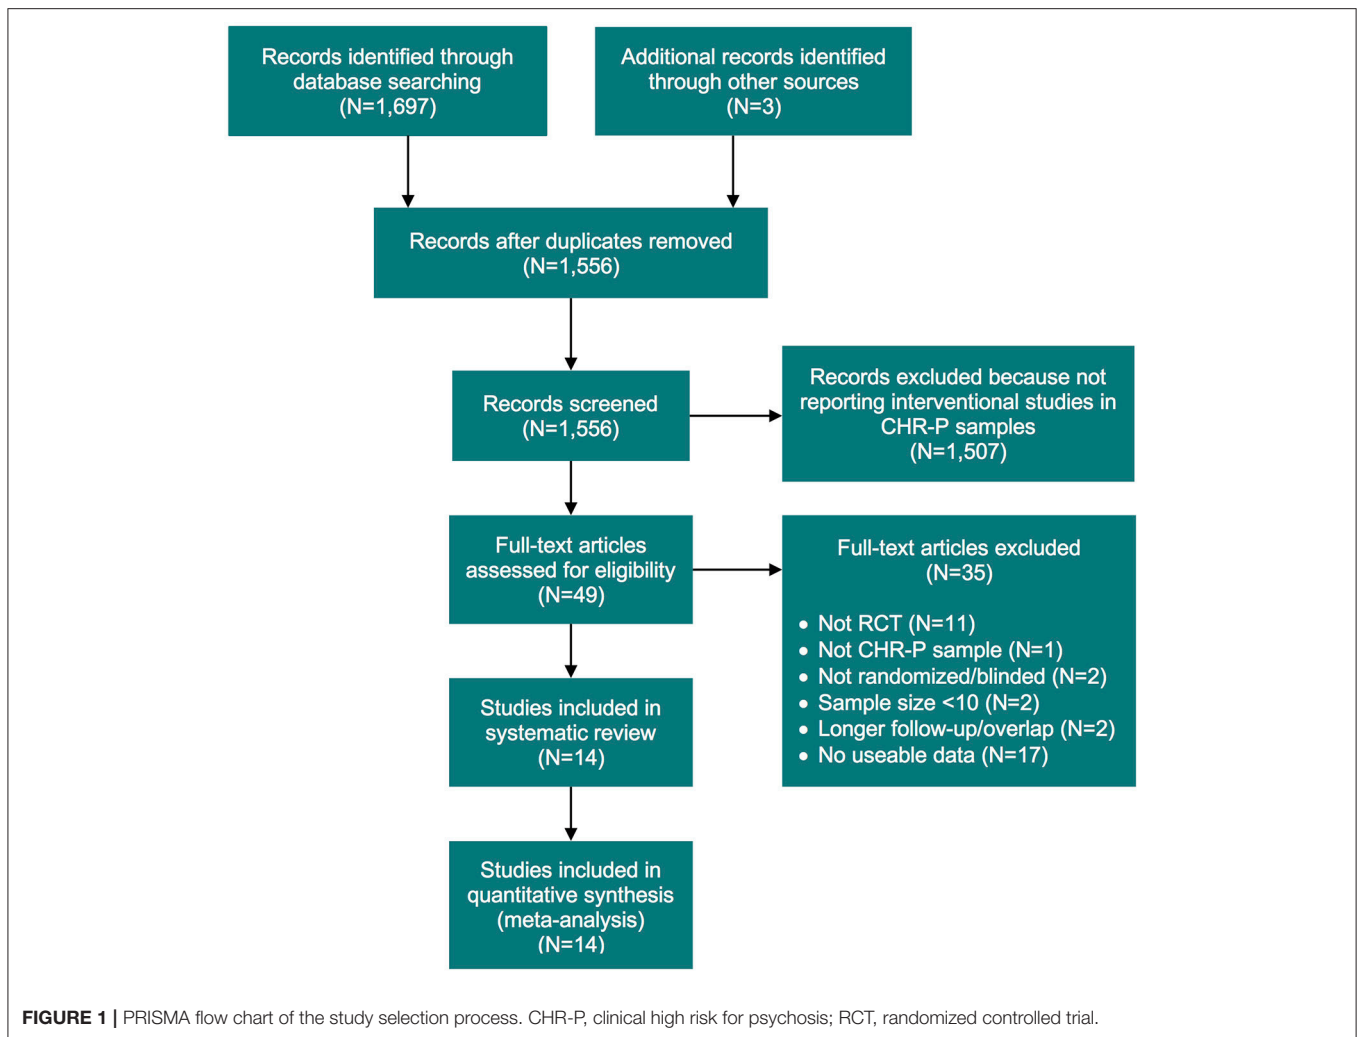 Records identified through
database searching
(N=1,697)
Additional records identified
through other sources
(N=3)
Records after duplicates removed
(N=1,556)
Records screened
(N=1,556)
Records excluded because not
reporting interventional studies in
CHR-P samples
(N=1,507)
Full-text articles
assessed for eligibility
(N=49)
Full-text articles excluded
(N=35)
• Not RCT (N=11)
• Not CHR-P sample (N=1)
• Not randomized/blinded (N=2)
• Sample size <10 (N=2)
• Longer follow-up/overlap (N=2)
• No useable data (N=17)
Studies included in
systematic review
(N=14)
Studies included in
quantitative synthesis
(meta-analysis)
(N=14)
FIGURE 1 | PRISMA flow chart of the study selection process. CHR-P, clinical high risk for psychosis; RCT, randomized controlled trial.